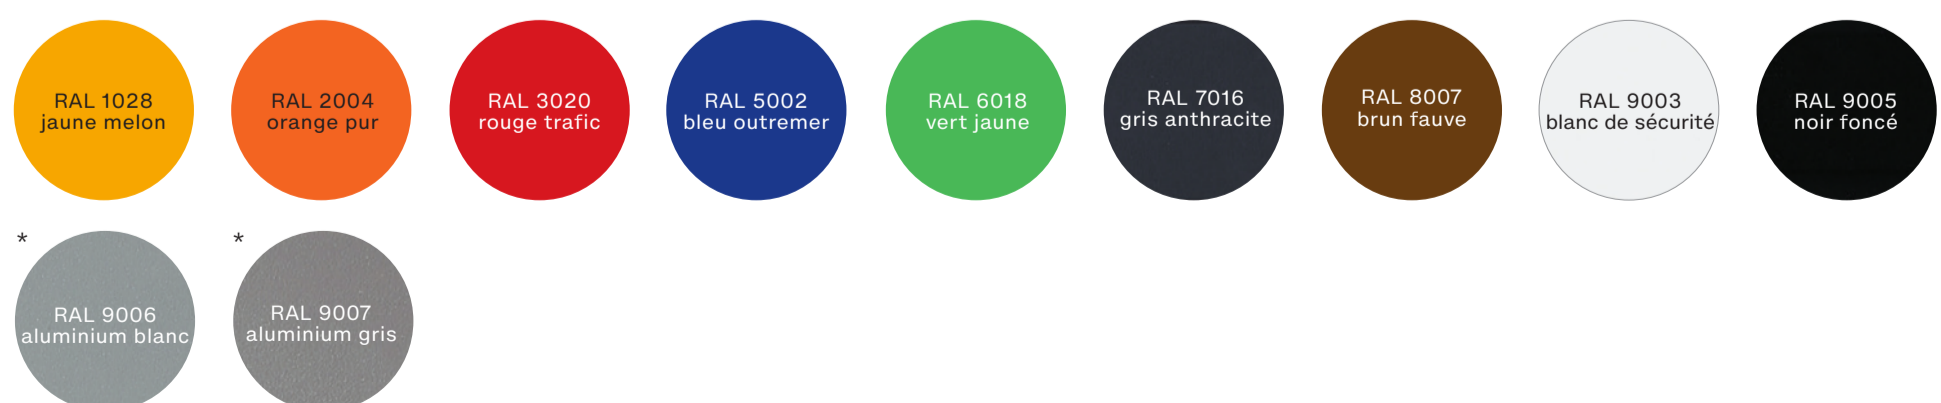 RAL 1028
jaune melon
RAL 2004
orange pur
RAL 3020
rouge trafic
RAL 5002
bleu outremer
RAL 6018
vert jaune
RAL 7016
gris anthracite
RAL 8007
brun fauve
RAL 9003
blanc de sécurité
RAL 9005
noir foncé
*
RAL 9006
aluminium blanc
*
RAL 9007
aluminium gris